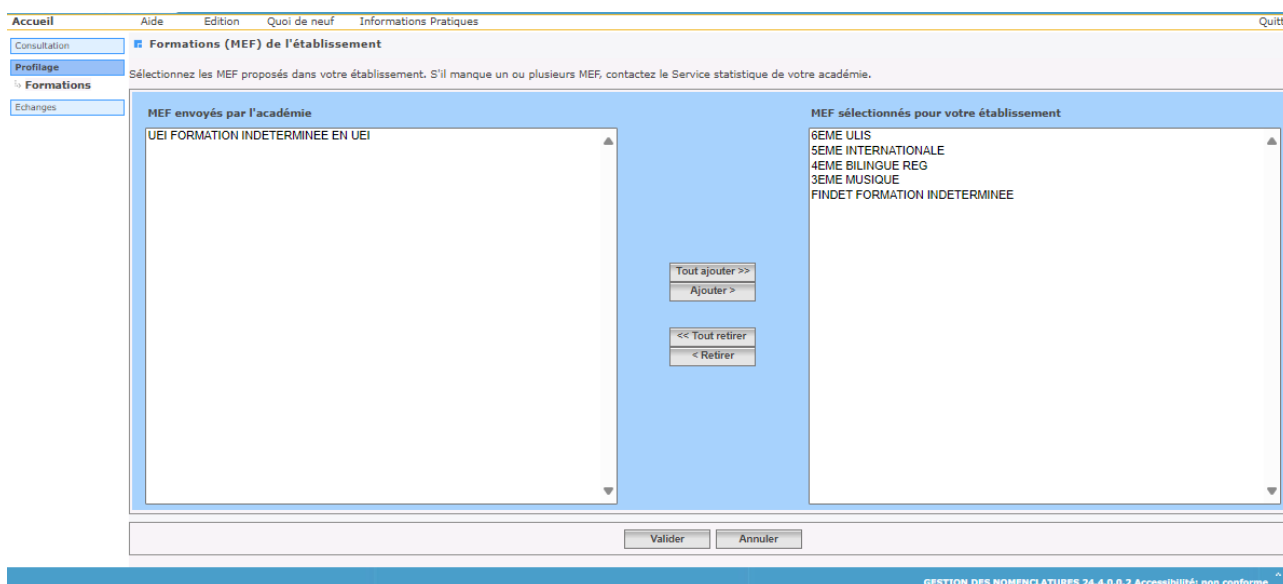 Accueil Aide Edition Quoi de neuf Informations Pratiques Quitt
Consultation
Profilage
Formations
Echanges
Formations (MEF) de l'établissement
Sélectionnez les MEF proposés dans votre établissement. S'il manque un ou plusieurs MEF, contactez le Service statistique de votre académie.
MEF envoyés par l'académie
UEI FORMATION INDETERMINEE EN UEI
Tout ajouter >>
Ajouter >
<< Tout retirer
< Retirer
MEF sélectionnés pour votre établissement
6EME ULIS
5EME INTERNATIONALE
4EME BILINGUE REG
3EME MUSIQUE
FINDET FORMATION INDETERMINEE
Valider Annuler
GESTION DES NOMENCLATURES 24.4.0.0.2 Accessibilité: non conforme